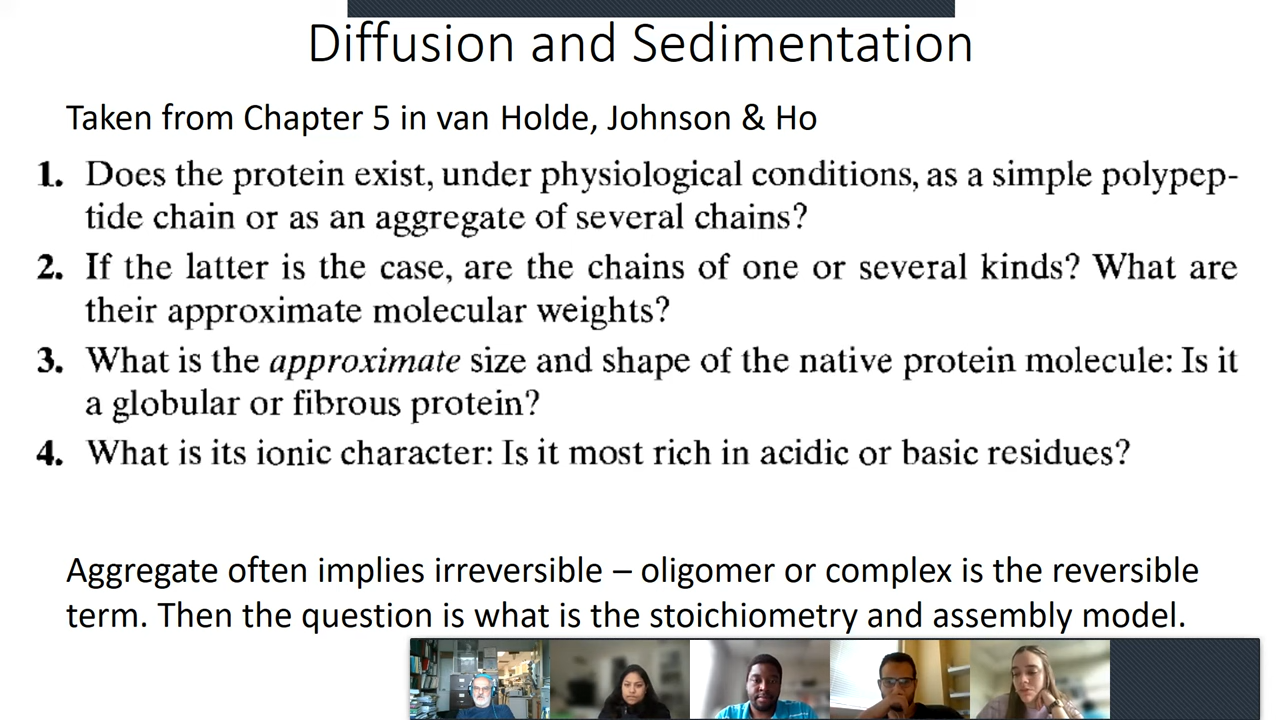 Diffusion and Sedimentation
Taken from Chapter 5 in van Holde, Johnson & Ho
1. Does the protein exist, under physiological conditions, as a simple polypep-
tide chain or as an aggregate of several chains?
2. If the latter is the case, are the chains of one or several kinds? What are
their approximate molecular weights?
3. What is the approximate size and shape of the native protein molecule: Is it
a globular or fibrous protein?
4. What is its ionic character: Is it most rich in acidic or basic residues?
Aggregate often implies irreversible – oligomer or complex is the reversible
term. Then the question is what is the stoichiometry and assembly model.